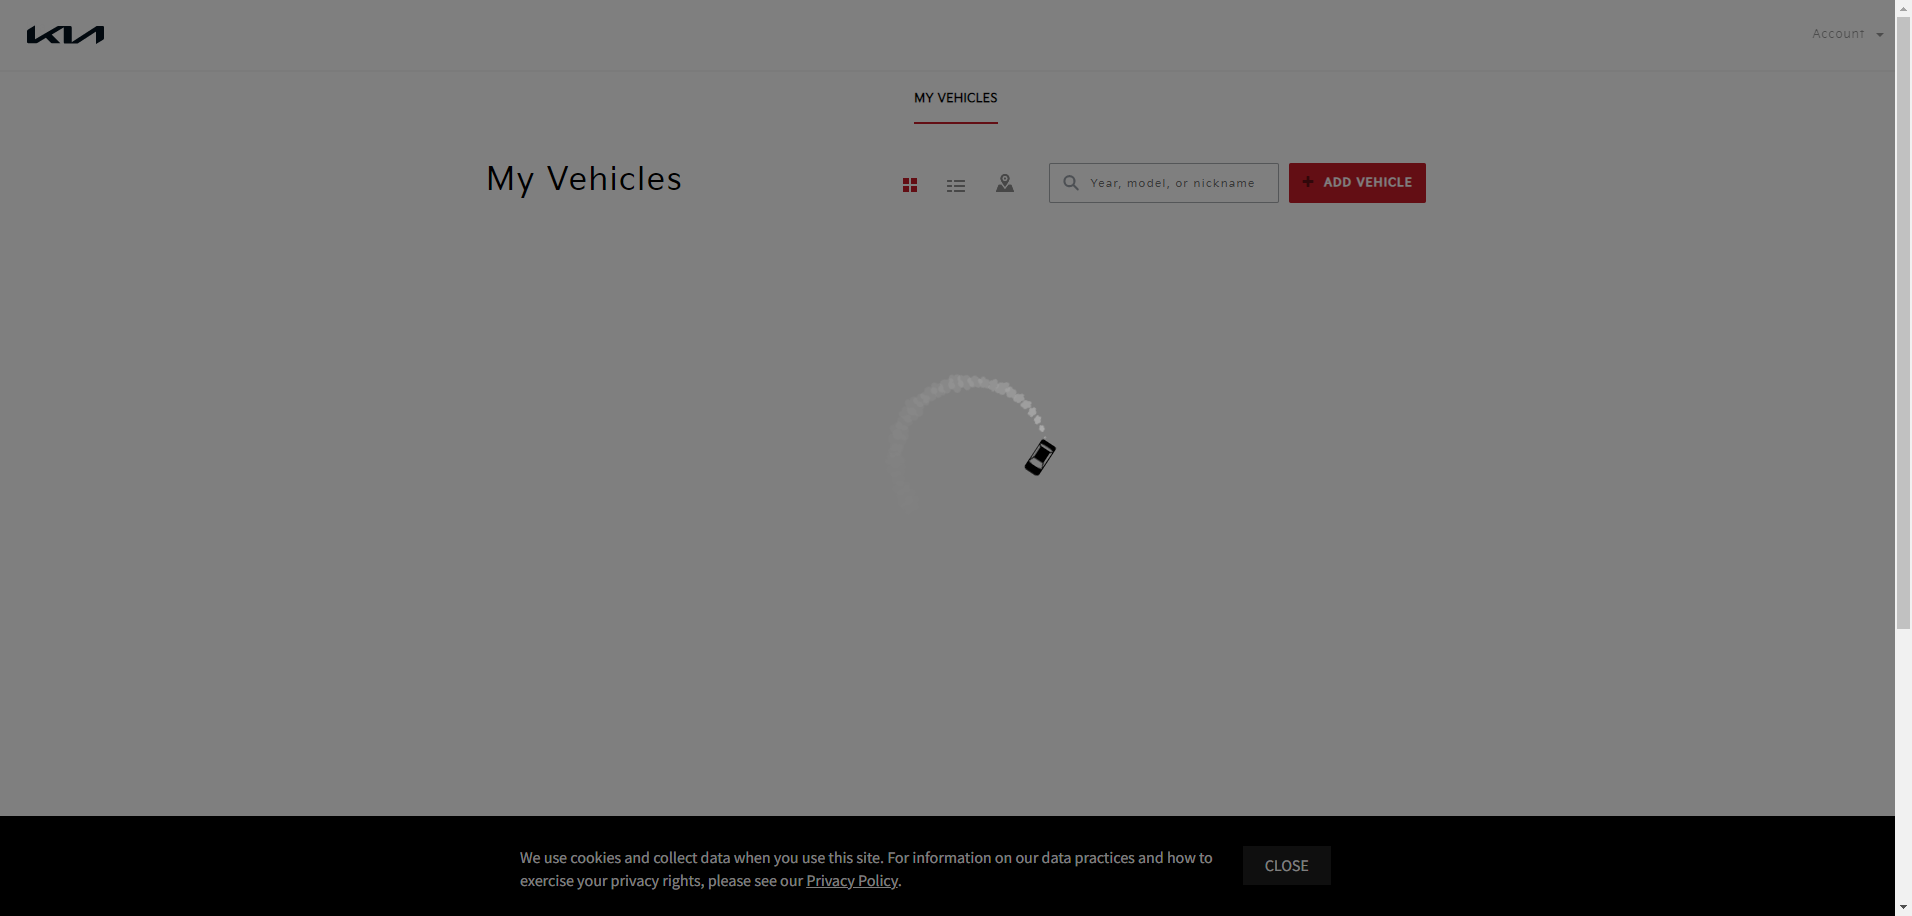 KIA
Account
MY VEHICLES
My Vehicles
Year, model, or nickname
ADD VEHICLE
We use cookies and collect data when you use this site. For information on our data practices and how to
exercise your privacy rights, please see our Privacy Policy.
CLOSE